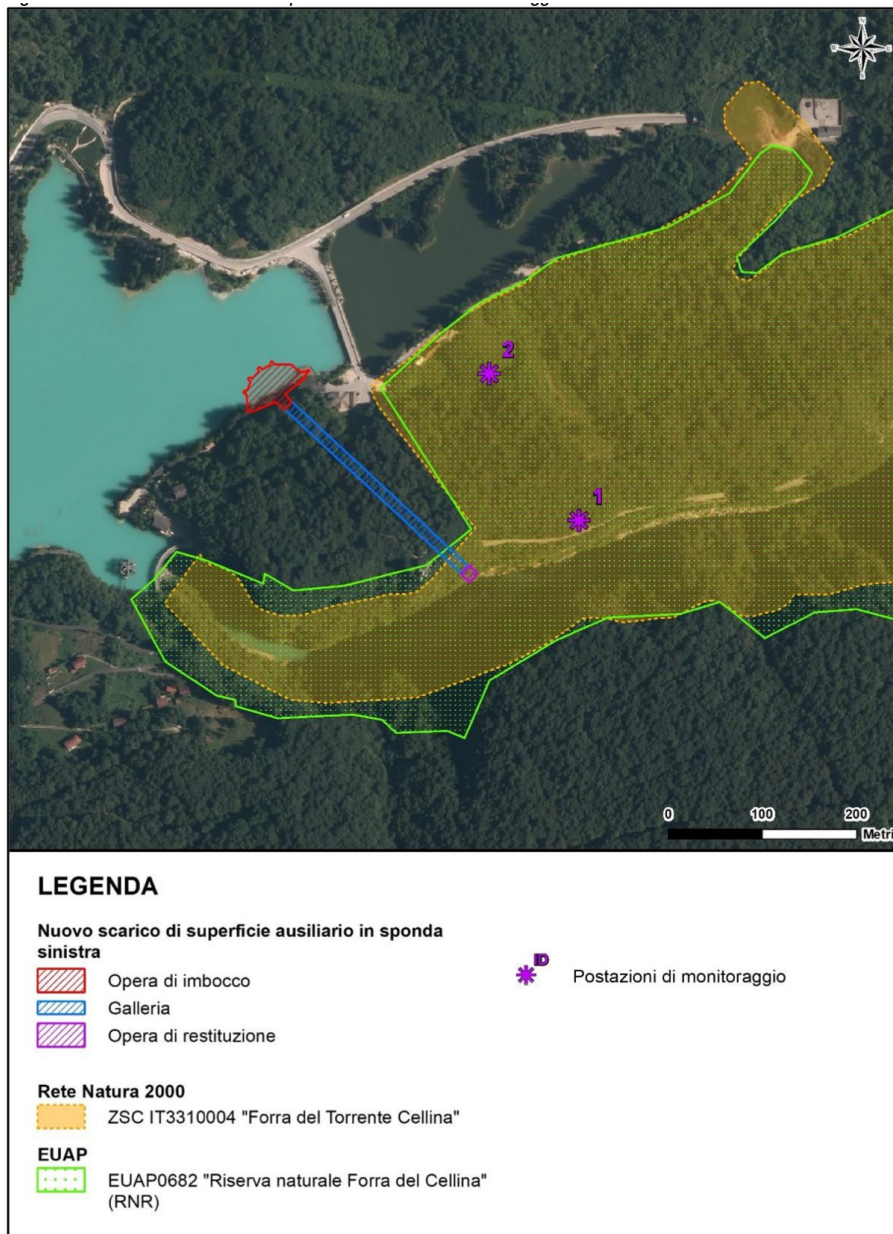 N
W E
S
2
1
0 100 200
Metri
LEGENDA
Nuovo scarico di superficie ausiliario in sponda
sinistra
Opera di imbocco
Galleria
Opera di restituzione
ID
Postazioni di monitoraggio
Rete Natura 2000
ZSC IT3310004 "Forra del Torrente Cellina"
EUAP
EUAP0682 "Riserva naturale Forra del Cellina"
(RNR)